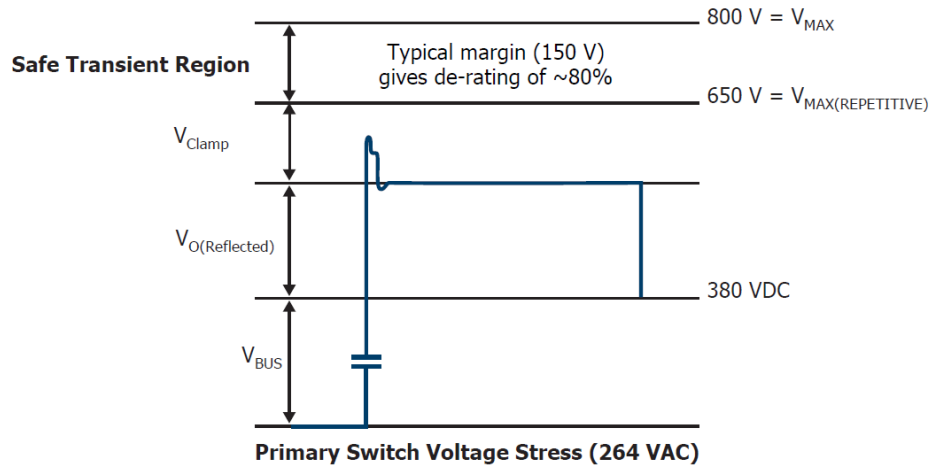 800 V = VMAX
Safe Transient Region
Typical margin (150 V)
gives de-rating of ~80%
650 V = VMAX(REPETITIVE)
VClamp
VO(Reflected)
380 VDC
VBUS
Primary Switch Voltage Stress (264 VAC)